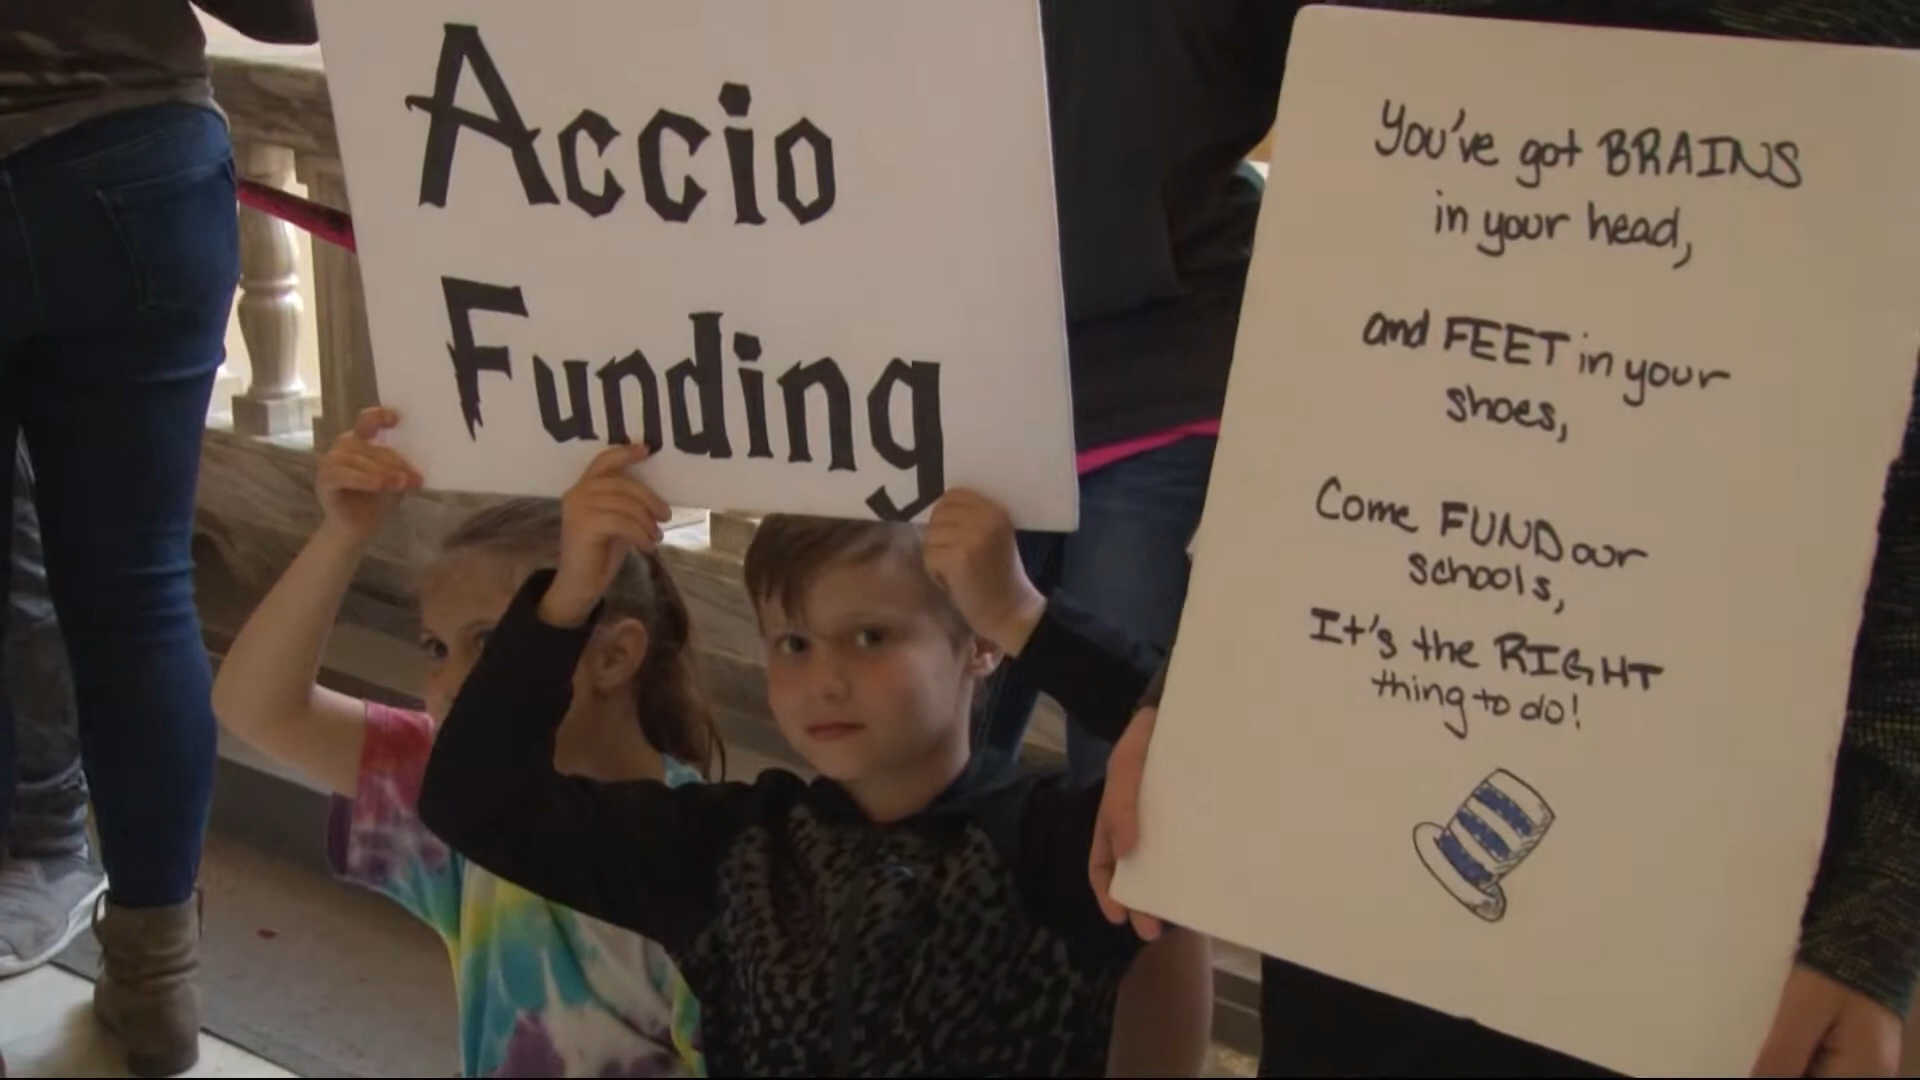 Accio
Funding
You've got BRAINS
in your head,
and FEET in your
shoes,
Come FUND our
schools,
It's the RIGHT
thing to do!